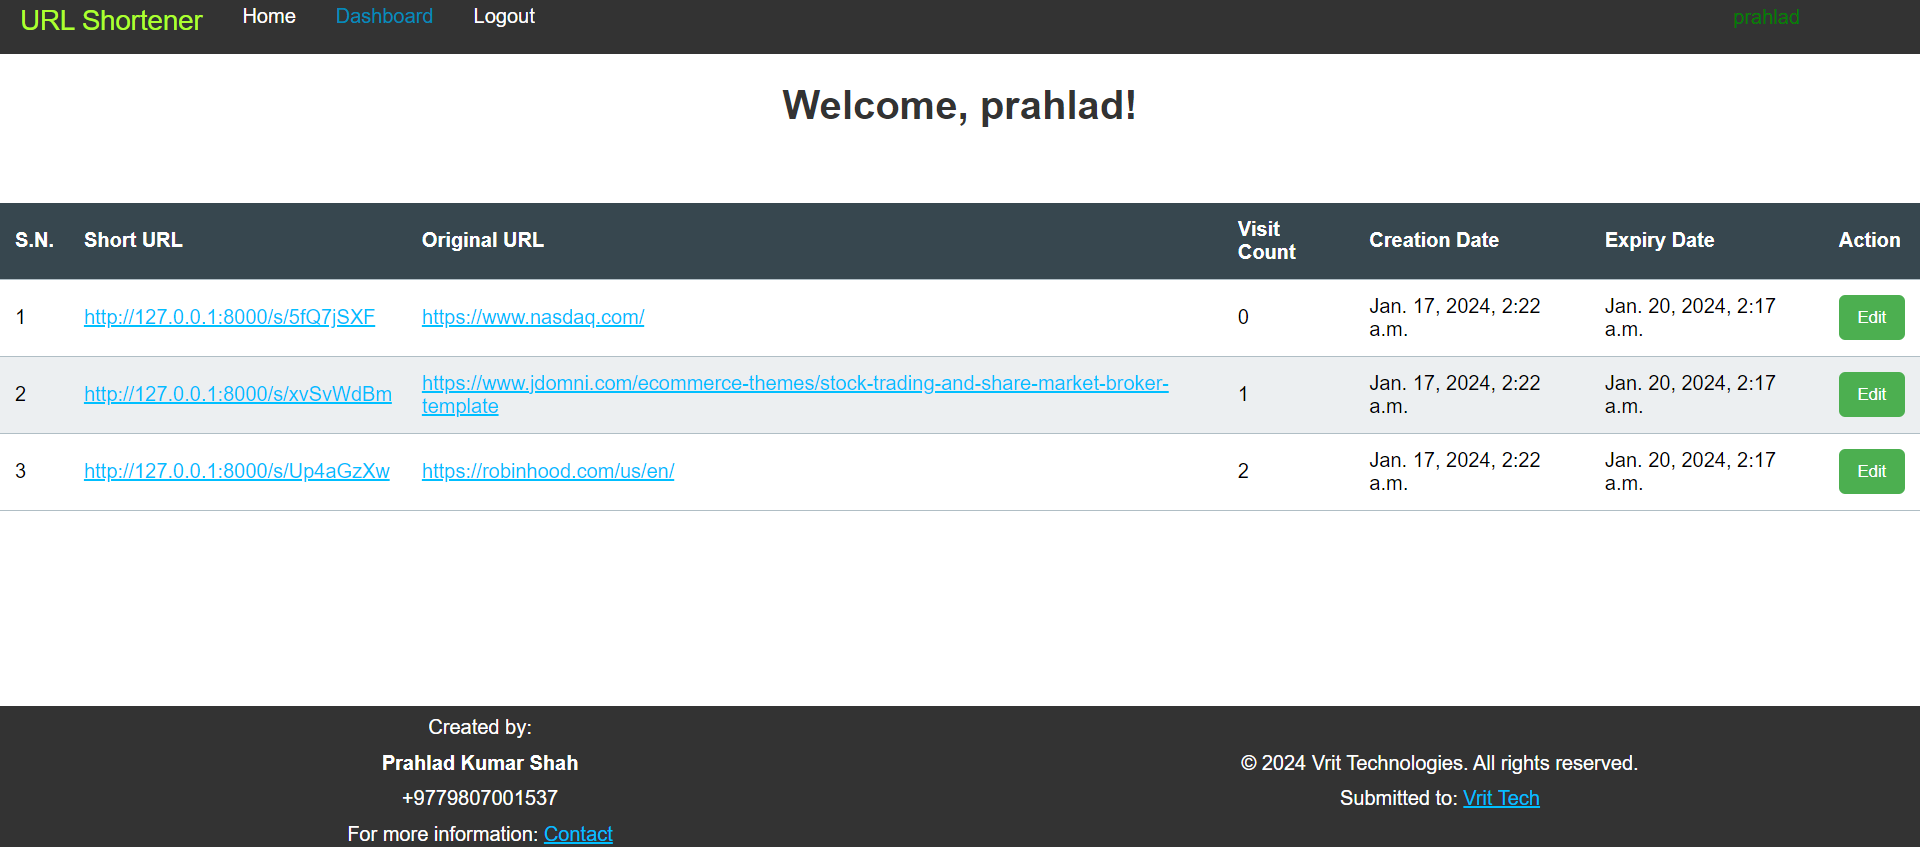 URL Shortener Home Dashboard Logout prahlad
Welcome, prahlad!
S.N. Short URL Original URL Visit Count Creation Date Expiry Date Action
1 http://127.0.0.1:8000/s/5fQ7jSXF https://www.nasdaq.com/ 0 Jan. 17, 2024, 2:22 a.m. Jan. 20, 2024, 2:17 a.m. Edit
2 http://127.0.0.1:8000/s/xvSvWdBm https://www.jdomni.com/ecommerce-themes/stock-trading-and-share-market-broker-template 1 Jan. 17, 2024, 2:22 a.m. Jan. 20, 2024, 2:17 a.m. Edit
3 http://127.0.0.1:8000/s/Up4aGzXw https://robinhood.com/us/en/ 2 Jan. 17, 2024, 2:22 a.m. Jan. 20, 2024, 2:17 a.m. Edit
Created by:
Prahlad Kumar Shah
+9779807001537
For more information: Contact
© 2024 Vrit Technologies. All rights reserved.
Submitted to: Vrit Tech